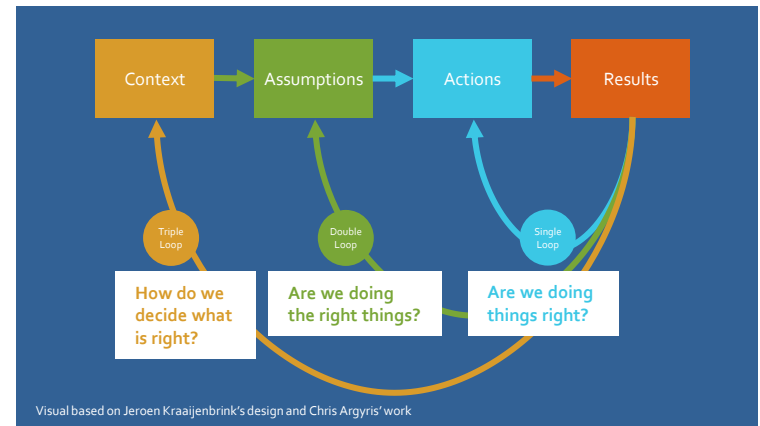 Context
Assumptions
Actions
Results
Triple
Loop
Double
Loop
Single
Loop
How do we
decide what
is right?
Are we doing
the right things?
Are we doing
things right?
Visual based on Jeroen Kraaijenbrink's design and Chris Argyris' work